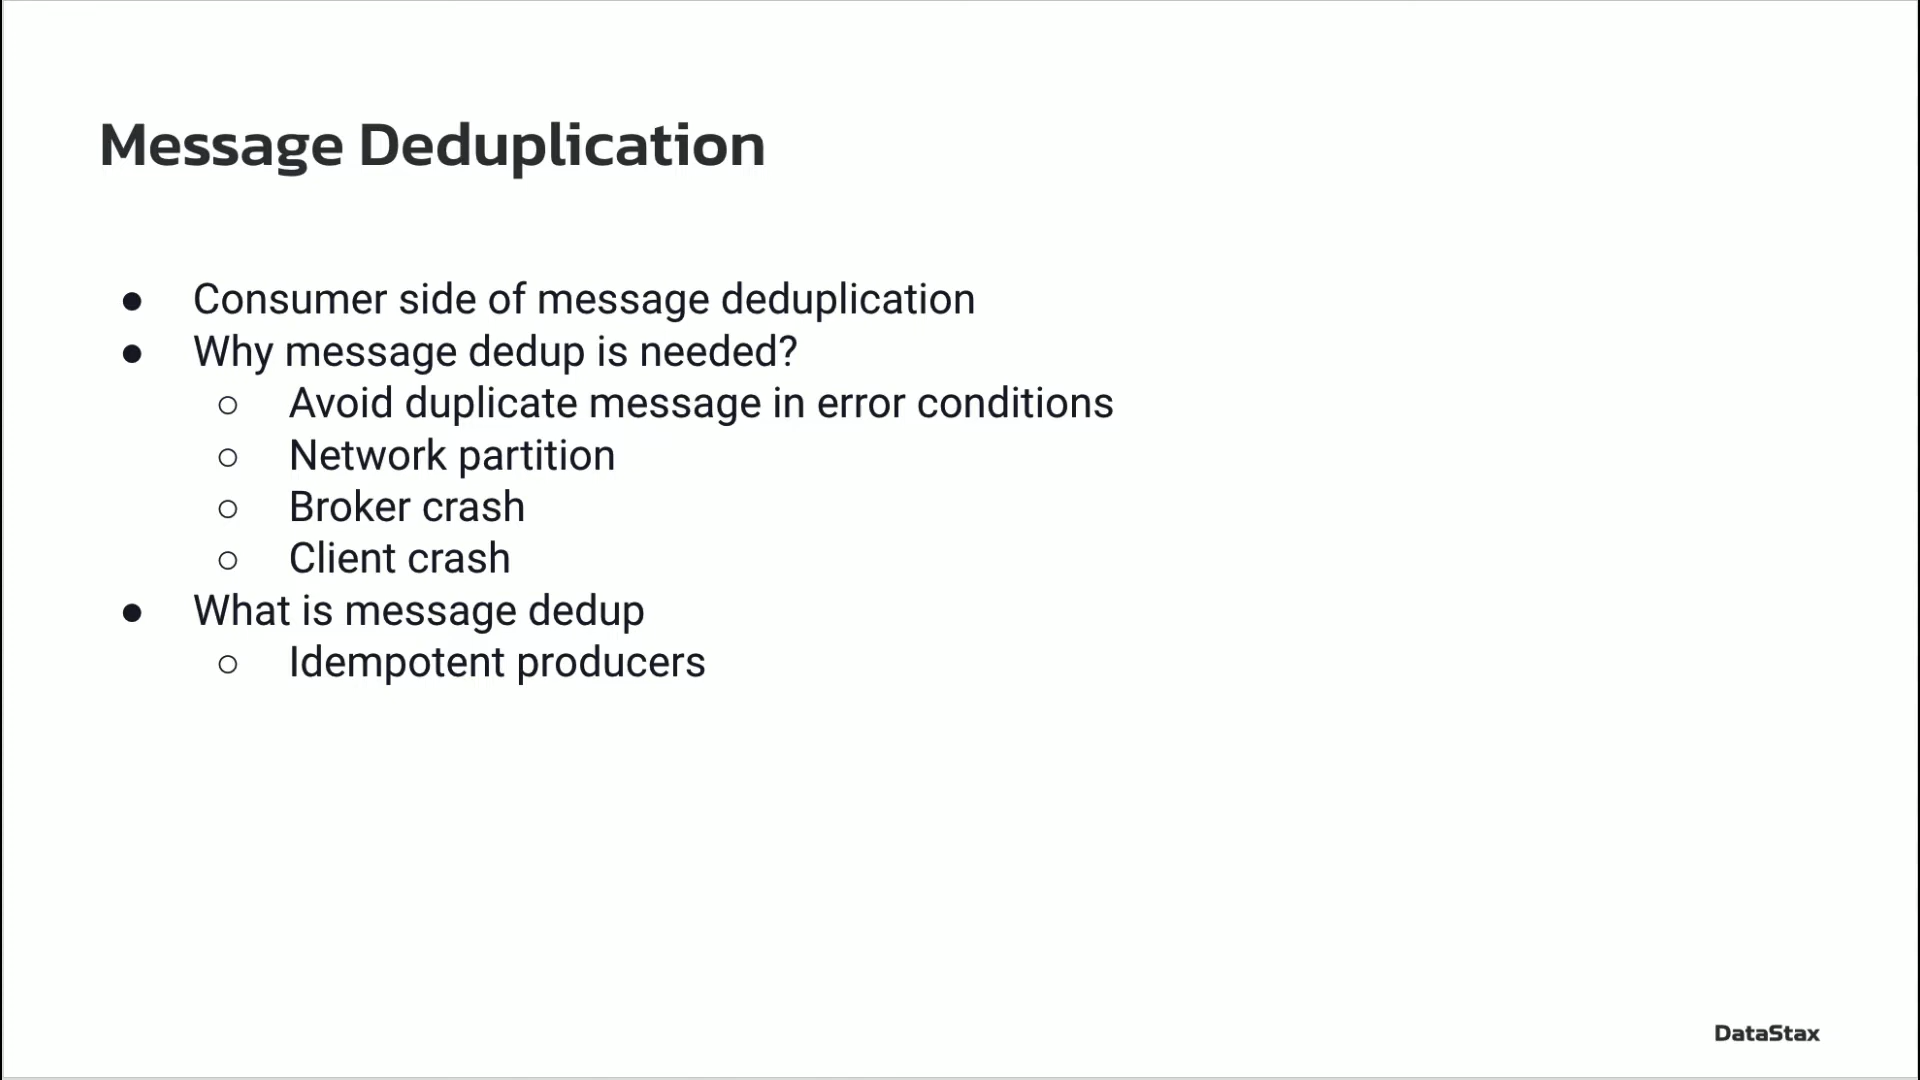 Message Deduplication
● Consumer side of message deduplication
● Why message dedup is needed?
○ Avoid duplicate message in error conditions
○ Network partition
○ Broker crash
○ Client crash
● What is message dedup
○ Idempotent producers
DataStax